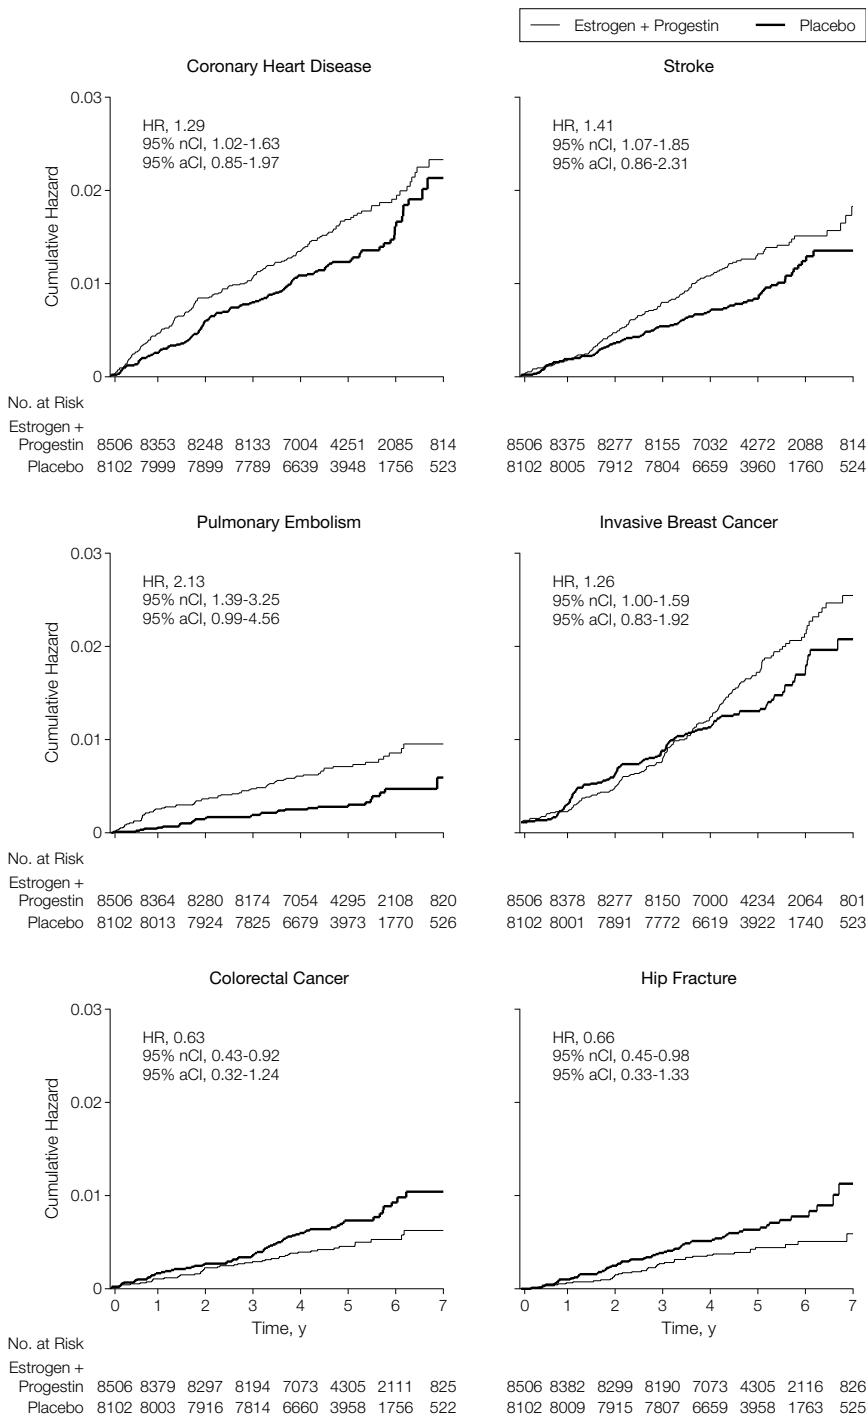 Estrogen + Progestin Placebo
Coronary Heart Disease
Cumulative Hazard
0.03
0.02
0.01
0
HR, 1.29
95% nCI, 1.02-1.63
95% aCI, 0.85-1.97
Stroke
HR, 1.41
95% nCI, 1.07-1.85
95% aCI, 0.86-2.31
No. at Risk
Estrogen +
Progestin 8506 8353 8248 8133 7004 4251 2085 814 8506 8375 8277 8155 7032 4272 2088 814
Placebo 8102 7999 7899 7789 6639 3948 1756 523 8102 8005 7912 7804 6659 3960 1760 524
Pulmonary Embolism
Cumulative Hazard
0.03
0.02
0.01
0
HR, 2.13
95% nCI, 1.39-3.25
95% aCI, 0.99-4.56
Invasive Breast Cancer
HR, 1.26
95% nCI, 1.00-1.59
95% aCI, 0.83-1.92
No. at Risk
Estrogen +
Progestin 8506 8364 8280 8174 7054 4295 2108 820 8506 8378 8277 8150 7000 4234 2064 801
Placebo 8102 8013 7924 7825 6679 3973 1770 526 8102 8001 7891 7772 6619 3922 1740 523
Colorectal Cancer
Cumulative Hazard
0.03
0.02
0.01
0
HR, 0.63
95% nCI, 0.43-0.92
95% aCI, 0.32-1.24
0 1 2 3 4 5 6 7
Time, y
Hip Fracture
HR, 0.66
95% nCI, 0.45-0.98
95% aCI, 0.33-1.33
0 1 2 3 4 5 6 7
Time, y
No. at Risk
Estrogen +
Progestin 8506 8379 8297 8194 7073 4305 2111 825 8506 8382 8299 8190 7073 4305 2116 826
Placebo 8102 8003 7916 7814 6660 3958 1756 522 8102 8009 7915 7807 6659 3958 1763 525